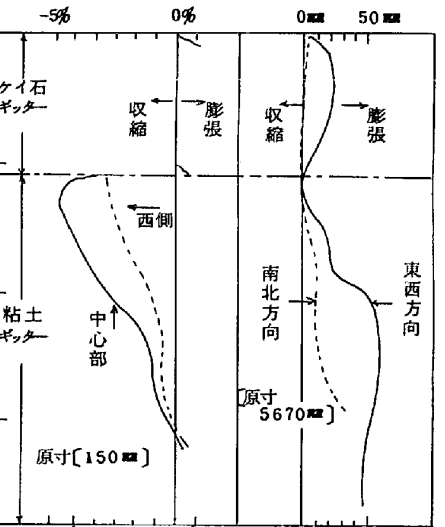 -5% 0% 0mm 50mm
ケイ石
ギッター
収縮
膨張
収縮
膨張
西側
粘土
ギッター
中心部
南北方向
東西方向
[原寸
5670mm]
原寸[150mm]